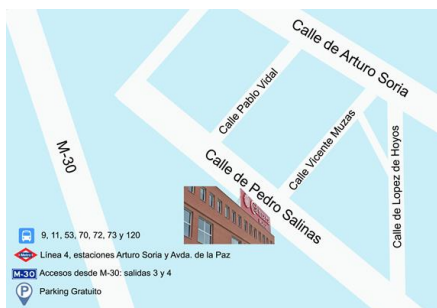 Calle de Arturo Soria
Calle Pablo Vidal
Calle Vicente Muzas
Calle de Lopez de Hoyos
M-30
Calle de Pedro Salinas
9, 11, 53, 70, 72, 73 y 120
Línea 4, estaciones Arturo Soria y Avda. de la Paz
M-30 Accesos desde M-30: salidas 3 y 4
P Parking Gratuito